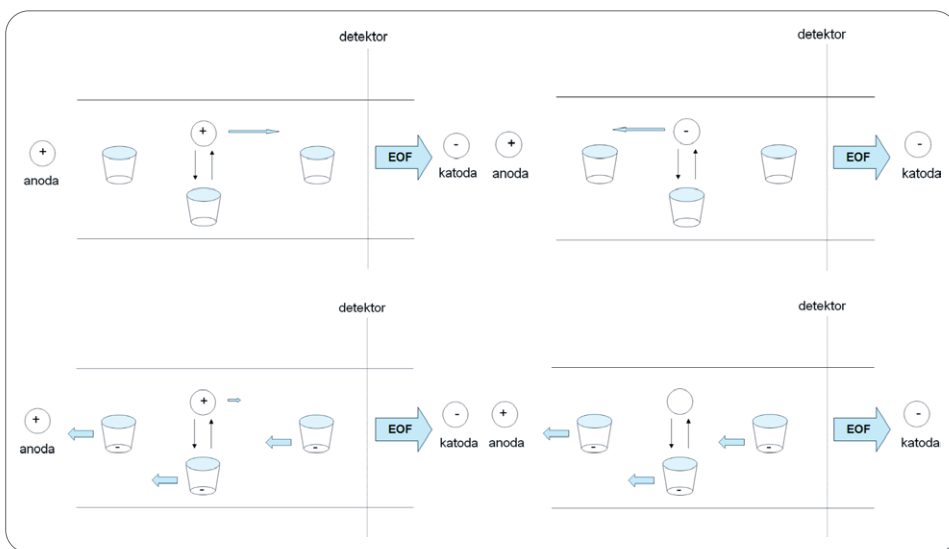 detektor
+
+
EOF
-
anoda
katoda
detektor
+
-
EOF
-
anoda
katoda
detektor
+
+
EOF
-
anoda
-
-
-
katoda
detektor
+
EOF
-
anoda
-
-
-
katoda